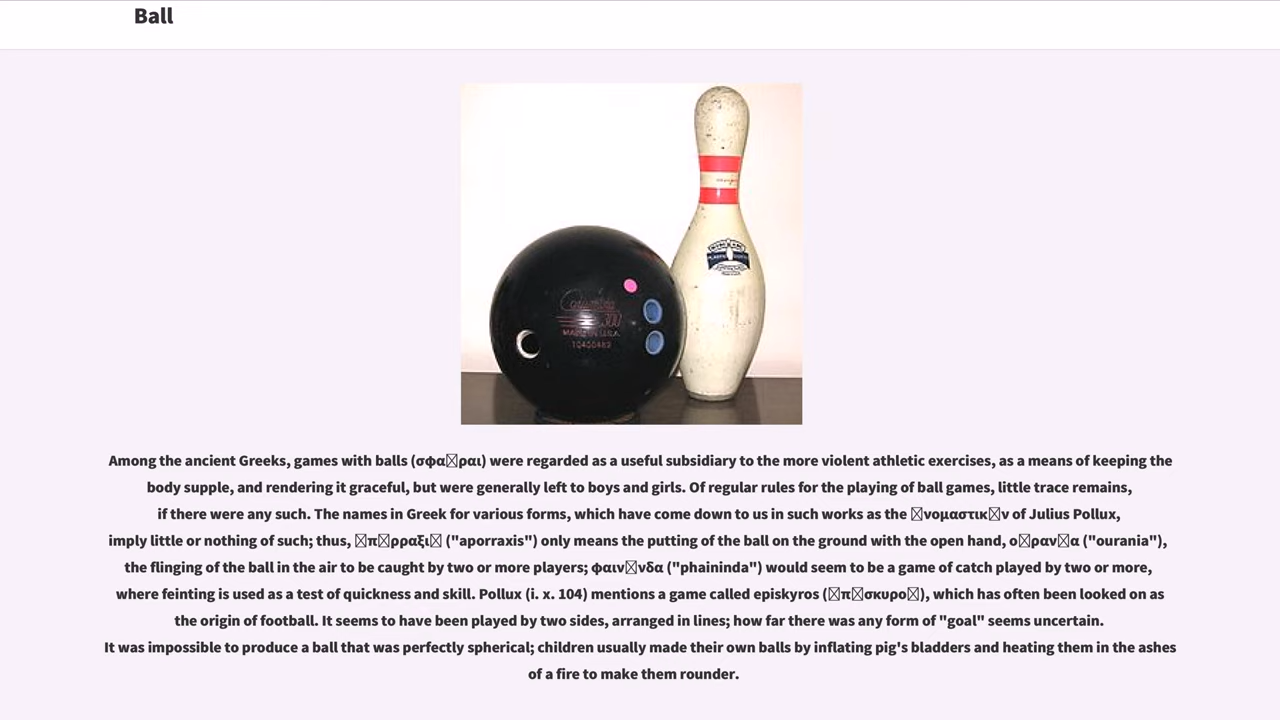 Ball
MADE IN U.S.A.
Among the ancient Greeks, games with balls (σφα☒ραι) were regarded as a useful subsidiary to the more violent athletic exercises, as a means of keeping the
body supple, and rendering it graceful, but were generally left to boys and girls. Of regular rules for the playing of ball games, little trace remains,
if there were any such. The names in Greek for various forms, which have come down to us in such works as the ☒νομαστικ☒ν of Julius Pollux,
imply little or nothing of such; thus, ☒π☒ρραξι☒ ("aporraxis") only means the putting of the ball on the ground with the open hand, ο☒ραν☒α ("ourania"),
the flinging of the ball in the air to be caught by two or more players; φαιν☒νδα ("phaininda") would seem to be a game of catch played by two or more,
where feinting is used as a test of quickness and skill. Pollux (i. x. 104) mentions a game called episkyros (☒π☒σκυρο☒), which has often been looked on as
the origin of football. It seems to have been played by two sides, arranged in lines; how far there was any form of "goal" seems uncertain.
It was impossible to produce a ball that was perfectly spherical; children usually made their own balls by inflating pig's bladders and heating them in the ashes
of a fire to make them rounder.